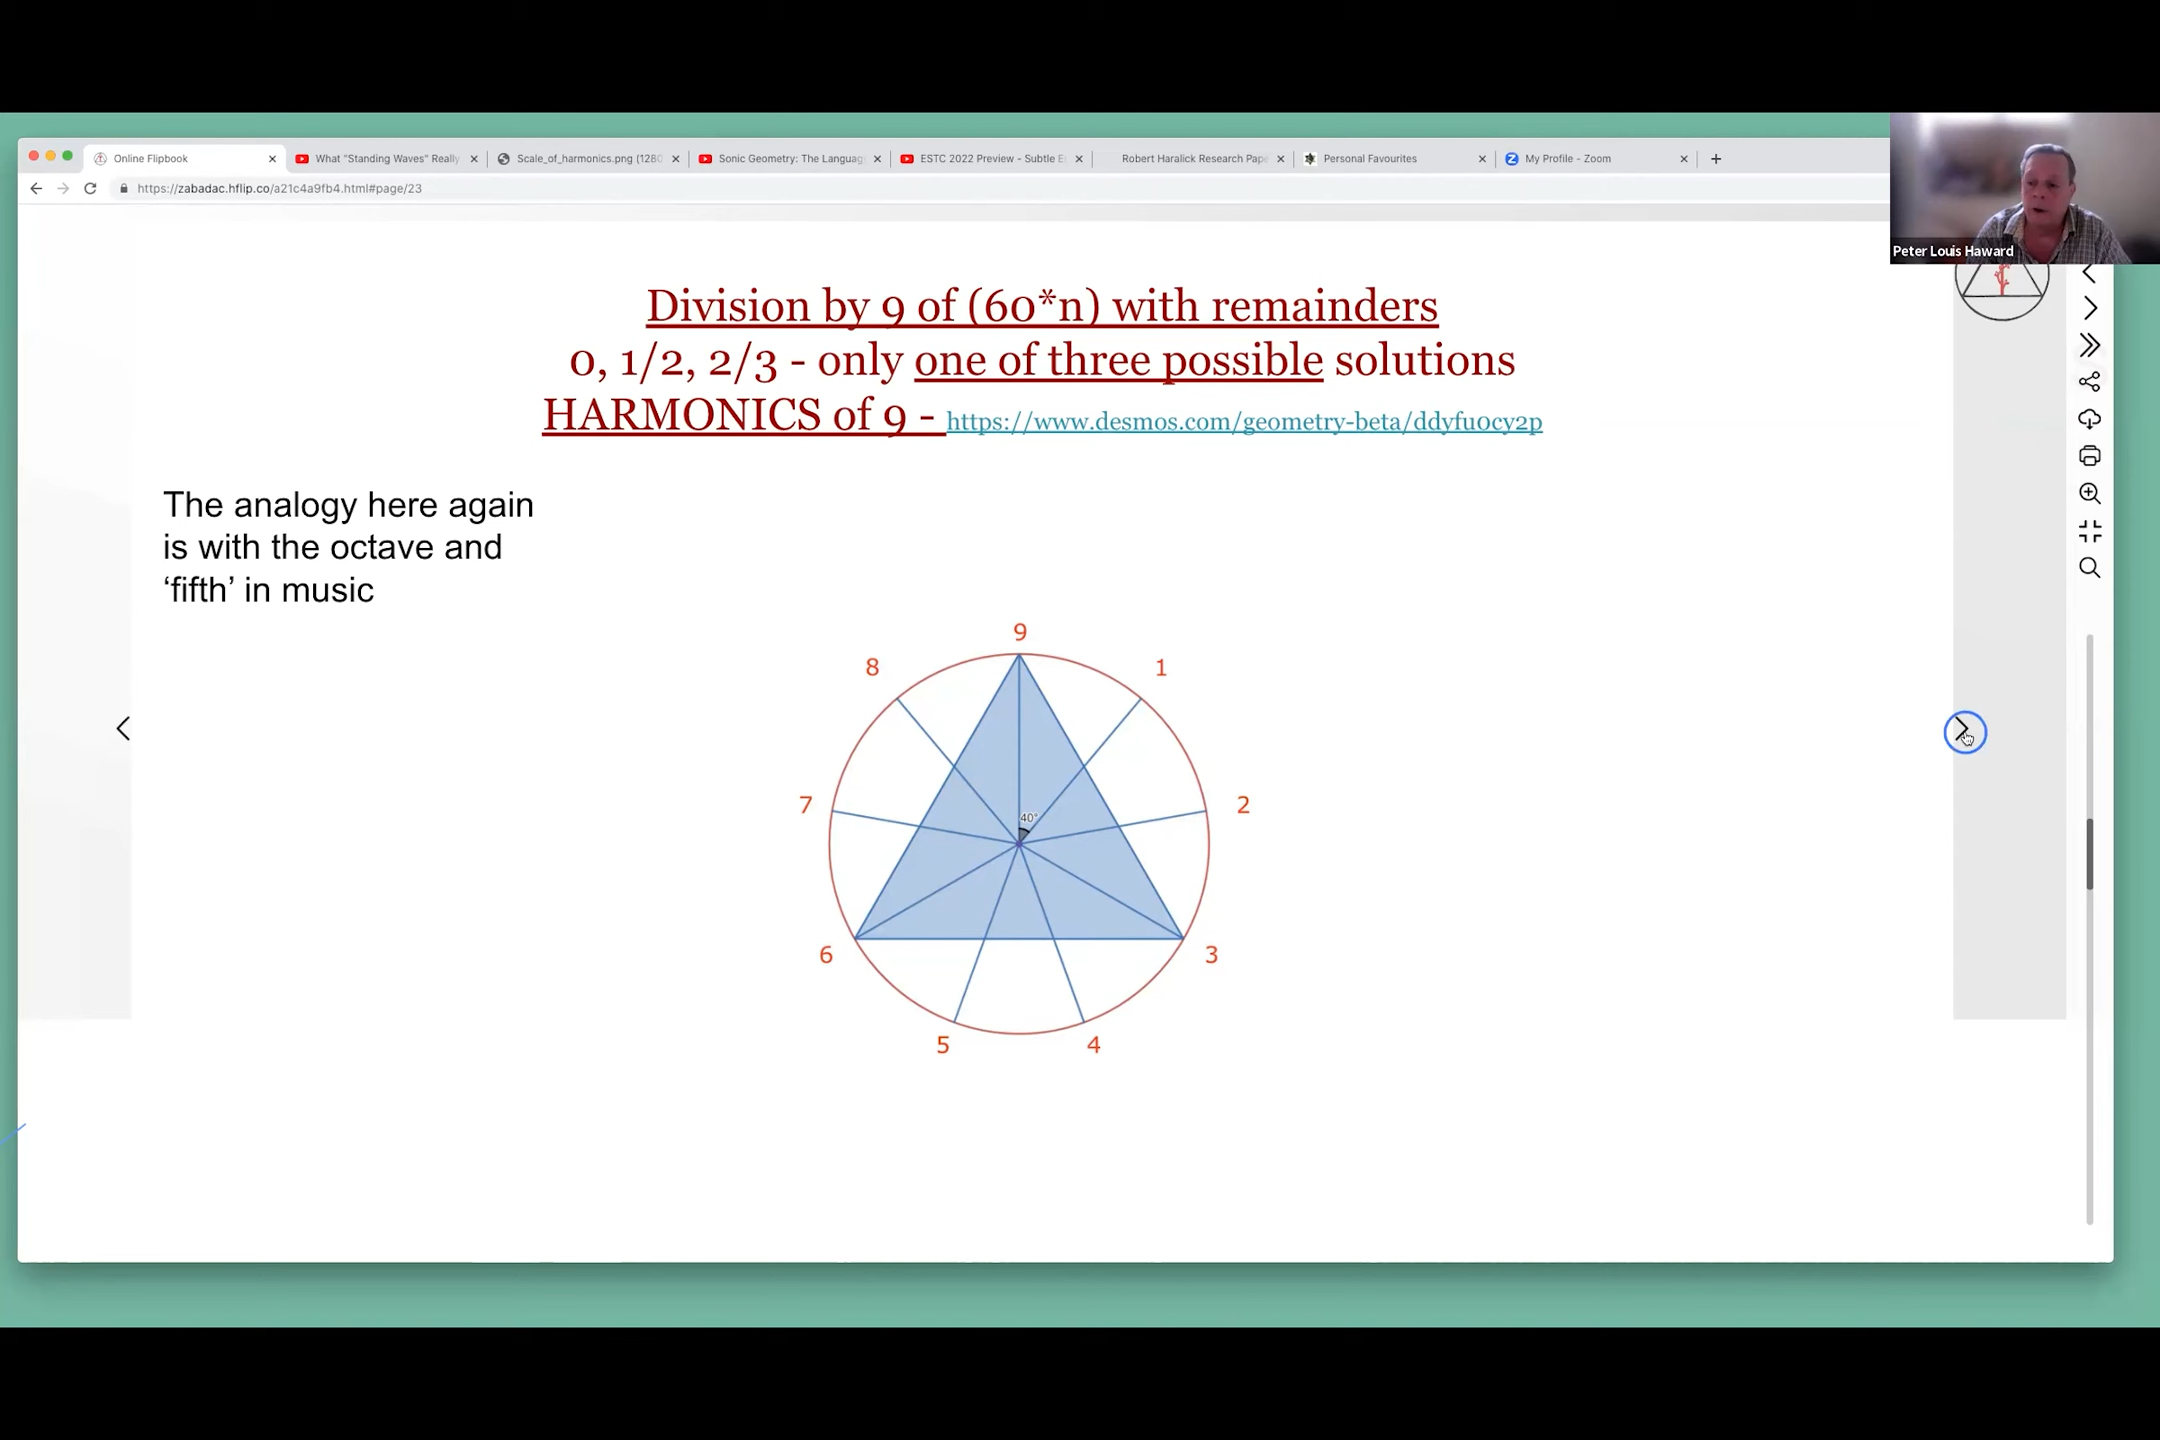 Online Flipbook
What "Standing Waves" Really
Scale_of_harmonics.png (1280
Sonic Geometry: The Languag
ESTC 2022 Preview - Subtle E
Robert Haralick Research Pape
Personal Favourites
My Profile - Zoom
https://zabadac.hflip.co/a21c4a9fb4.html#page/23
Peter Louis Haward
Division by 9 of (60*n) with remainders
0, 1/2, 2/3 - only one of three possible solutions
HARMONICS of 9 - https://www.desmos.com/geometry-beta/ddyfu0cy2p
The analogy here again
is with the octave and
‘fifth’ in music
9
8
1
7
2
40°
6
3
5
4